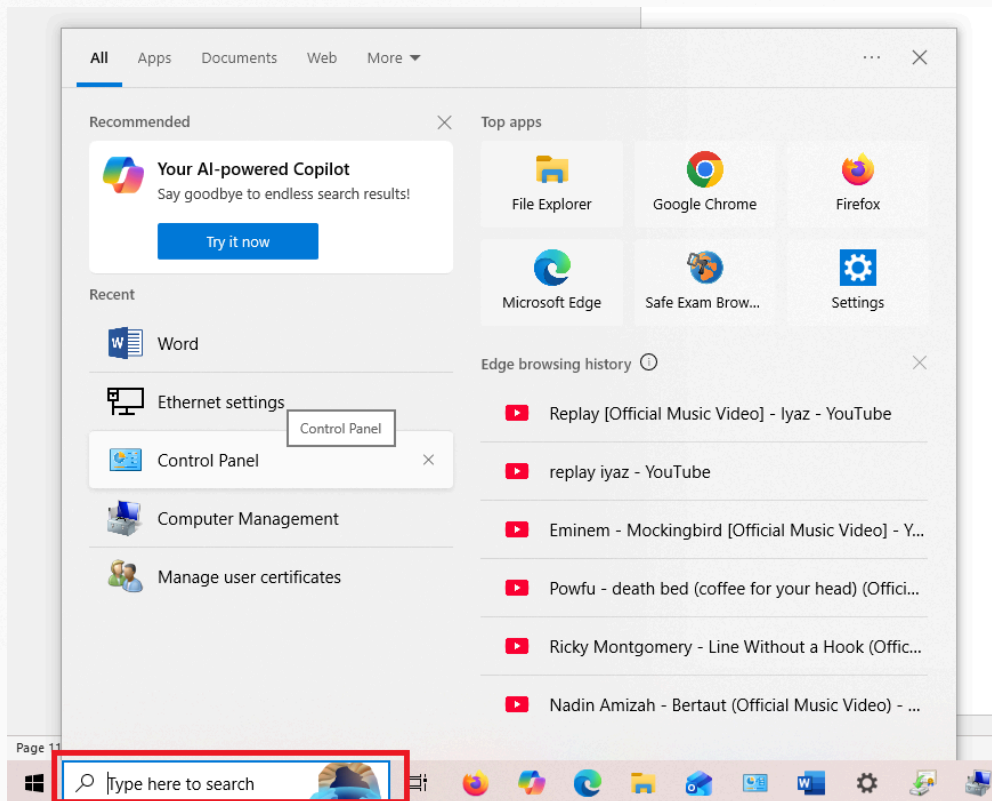 All Apps Documents Web More
Recommended
Your AI-powered Copilot
Say goodbye to endless search results!
Try it now
Recent
Word
Ethernet settings
Control Panel
Control Panel
Computer Management
Manage user certificates
Top apps
File Explorer
Google Chrome
Firefox
Microsoft Edge
Safe Exam Brow...
Settings
Edge browsing history
Replay [Official Music Video] - Iyaz - YouTube
replay iyaz - YouTube
Eminem - Mockingbird [Official Music Video] - Y...
Powfu - death bed (coffee for your head) (Offici...
Ricky Montgomery - Line Without a Hook (Offic...
Nadin Amizah - Bertaut (Official Music Video) - ...
Page 11
Type here to search